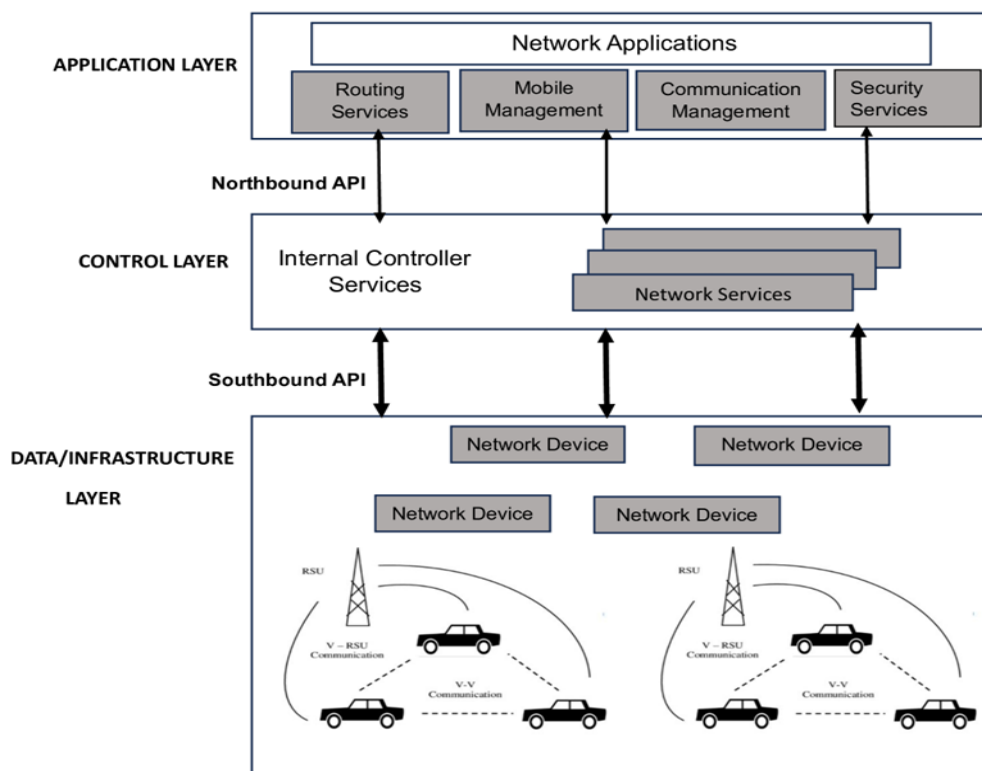 Network Applications
APPLICATION LAYER
Routing
Services
Mobile
Management
Communication
Management
Security
Services
Northbound API
CONTROL LAYER
Internal Controller
Services
Network Services
Southbound API
DATA/INFRASTRUCTURE
LAYER
Network Device
Network Device
Network Device
Network Device
RSU
V – RSU
Communication
V-V
Communication
RSU
V – RSU
Communication
V-V
Communication